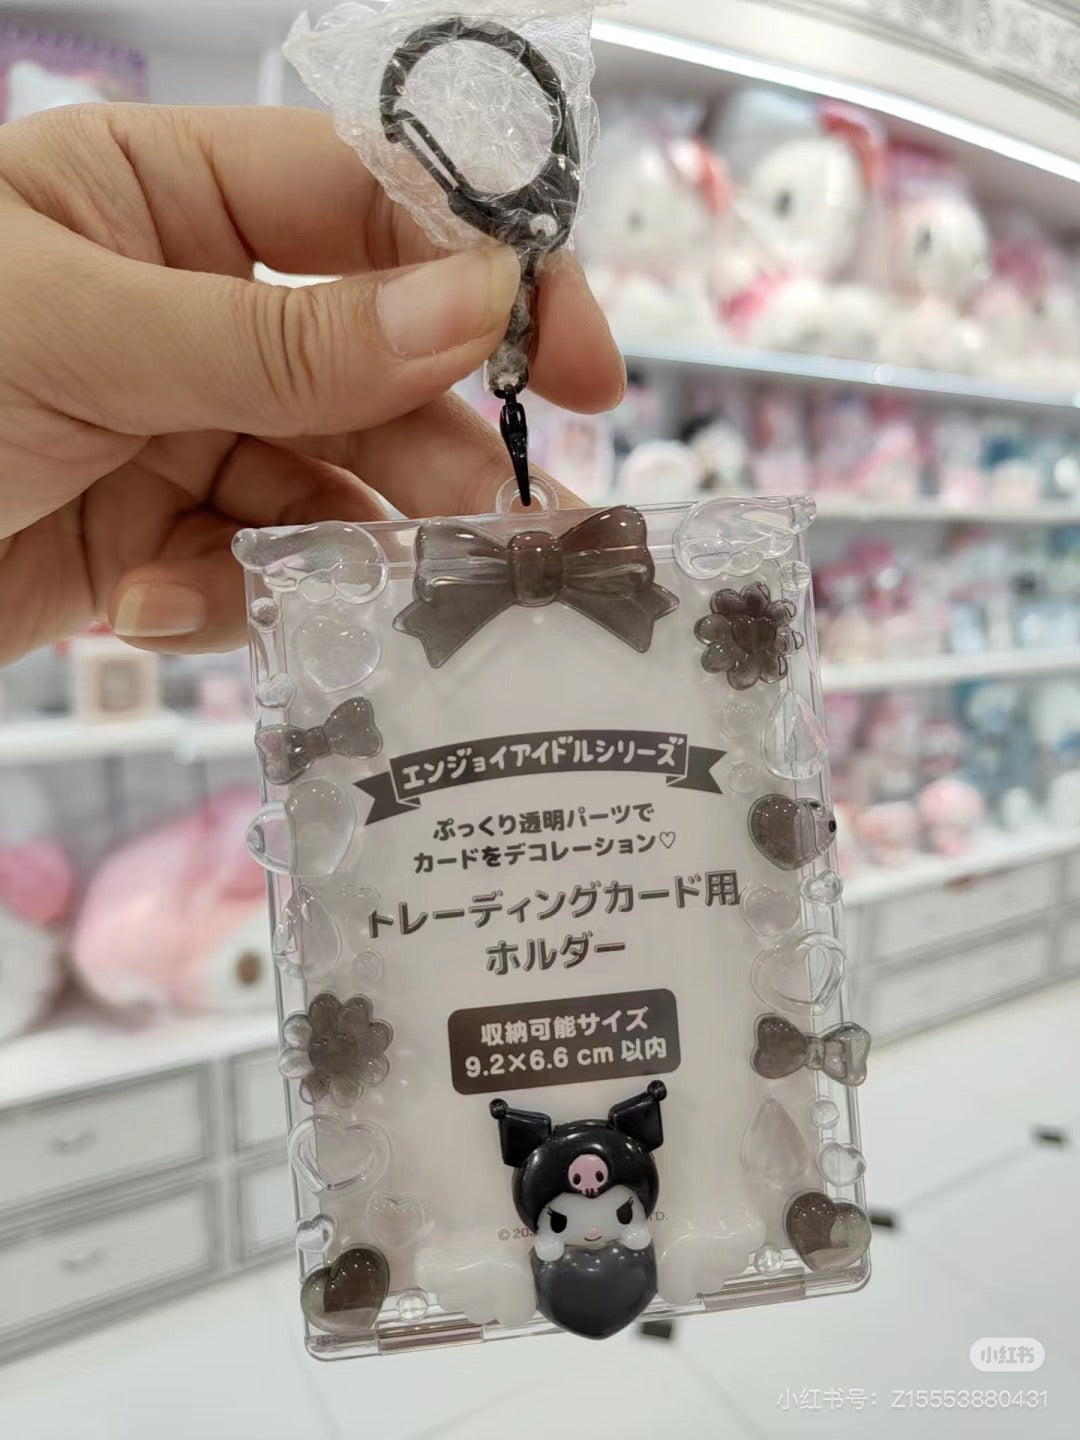 エンジョイアイドルシリーズ
ぷっくり透明パーツで
カードをデコレーション♡
トレーディングカード用
ホルダー
収納可能サイズ
9.2×6.6 cm 以内
小红书
小红书号：Z15553880431